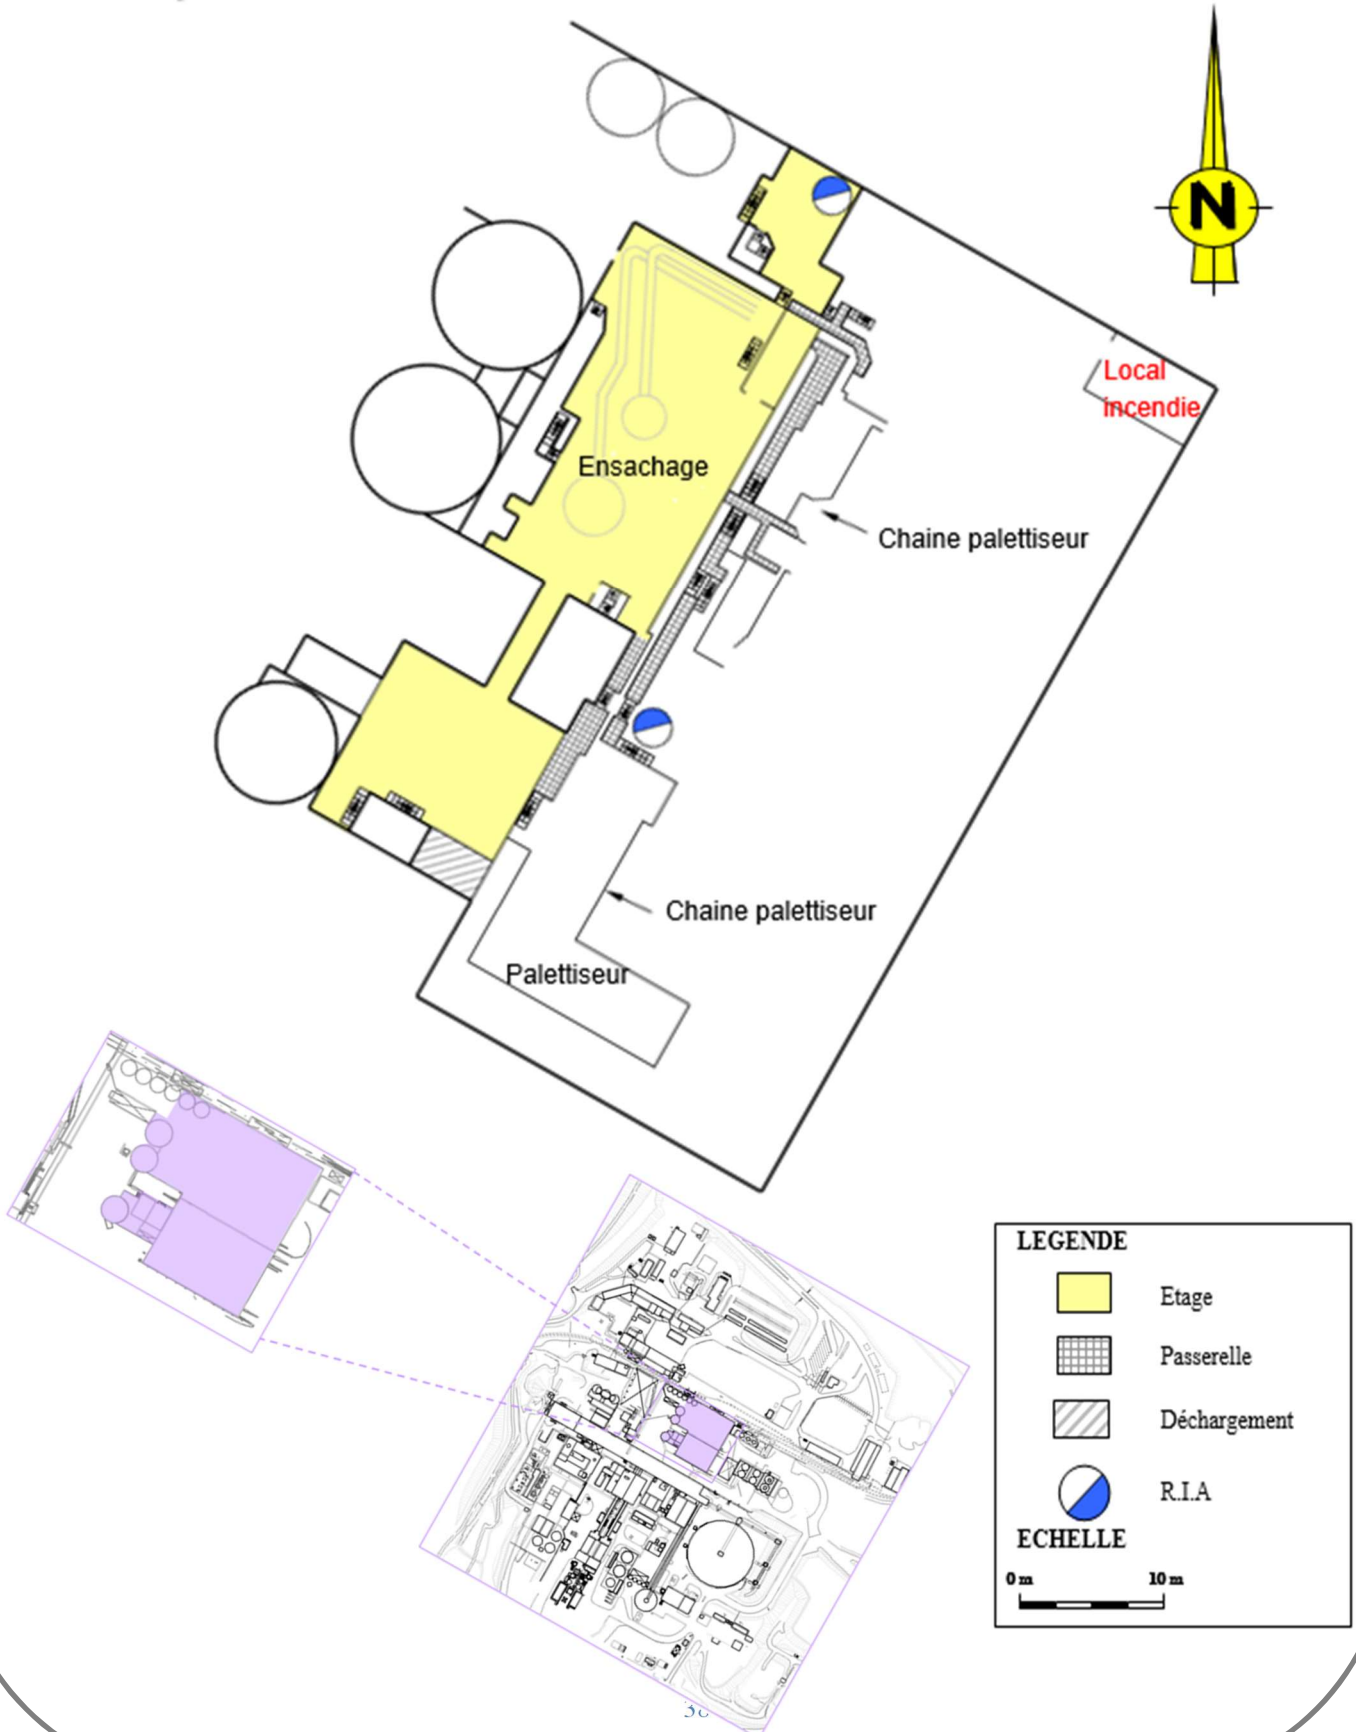 N
Local
incendie
Ensachage
Chaine palettiseur
Chaine palettiseur
Palettiseur
LEGENDE
Etage
Passerelle
Déchargement
R.I.A
ECHELLE
0 m 10 m